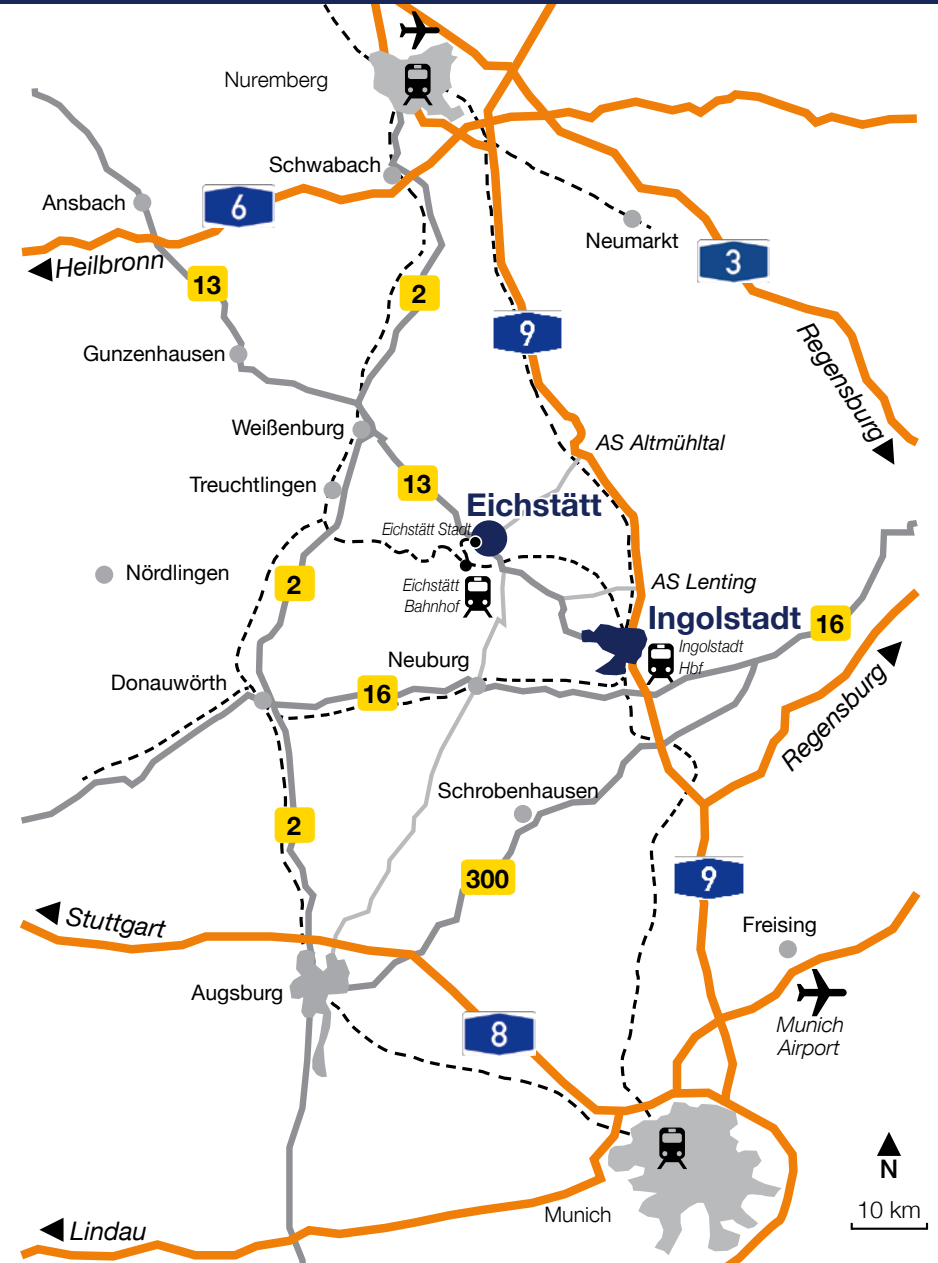 Nuremberg
Schwabach
Ansbach
6
Neumarkt
Heilbronn
3
13
2
9
Regensburg
Gunzenhausen
Weißenburg
AS Altmühltal
13
Treuchtlingen
Eichstätt
Eichstätt Stadt
Nördlingen
2
Eichstätt
Bahnhof
AS Lenting
Ingolstadt
16
Ingolstadt
Hbf
Neuburg
Donauwörth
16
Regensburg
Schrobenhausen
2
300
9
Stuttgart
Freising
Augsburg
8
Munich
Airport
N
10 km
Munich
Lindau